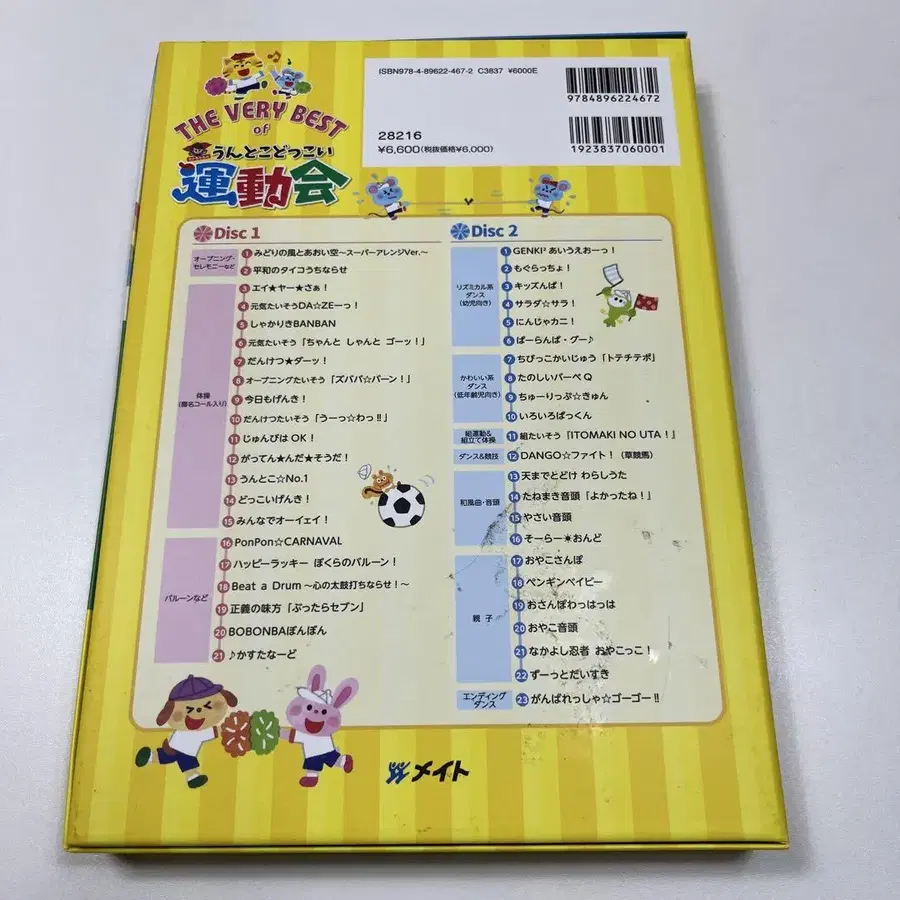 THE VERY BEST
of
うんとこどっこい
運動会
ISBN978-4-89622-467-2 C3837 ¥6000E
9784896224672
28216
¥6,600(税抜価格¥6,000)
1923837060001
Disc 1
オープニング・
セレモニーなど
1 みどりの風とあおい空〜スーパーアレンジVer.〜
2 平和のタイコうちならせ
体操
(題名コール入り)
3 エイ★ヤー★さぁ!
4 元気たいそうDA☆ZEーっ!
5 しゃかりきBANBAN
6 元気たいそう「ちゃんと しゃんと ゴーッ!」
7 だんけつ★ダーッ!
8 オープニングたいそう「ズバババ☆バーン!」
9 今日もげんき!
10 だんけつたいそう「うーっ☆わっ!!」
11 じゅんびは OK!
12 がってん★んだ★そうだ!
13 うんとこ☆No.1
14 どっこいげんき!
15 みんなでオーイェイ!
バルーンなど
16 PonPon☆CARNAVAL
17 ハッピーラッキー ぼくらのバルーン!
18 Beat a Drum 〜心の太鼓打ちならせ!〜
19 正義の味方「ぶったらセブン」
20 BOBONBAぼんぼん
21 ♪かすたなーど
Disc 2
リズミカル系
ダンス
(幼児向き)
1 GENKI² あいうえおーっ!
2 もぐらっちょ!
3 キッズんば!
4 サラダ☆サラ!
5 にんじゃカニ!
6 ぱーらんぱ・グー♪
かわいい系
ダンス
(低年齢児向き)
7 ちびっこかいじゅう「トテチテポ」
8 たのしいバーベQ
9 ちゅーりっぷ☆きゅん
10 いろいろぱっくん
組運動&
組立て体操
11 組たいそう「ITOMAKI NO UTA!」
ダンス&競技
12 DANGO☆ファイト!(草競馬)
和風曲・音頭
13 天までとどけ わらしうた
14 たねまき音頭「よかったね!」
15 やさい音頭
16 そーらー☀おんど
親 子
17 おやこさんぽ
18 ペンギンベイビー
19 おさんぽわっはっは
20 おやこ音頭
21 なかよし忍者 おやこっこ!
22 ずーっとだいすき
エンディング
ダンス
23 がんばれっしゃ☆ゴーゴー!!
メイト